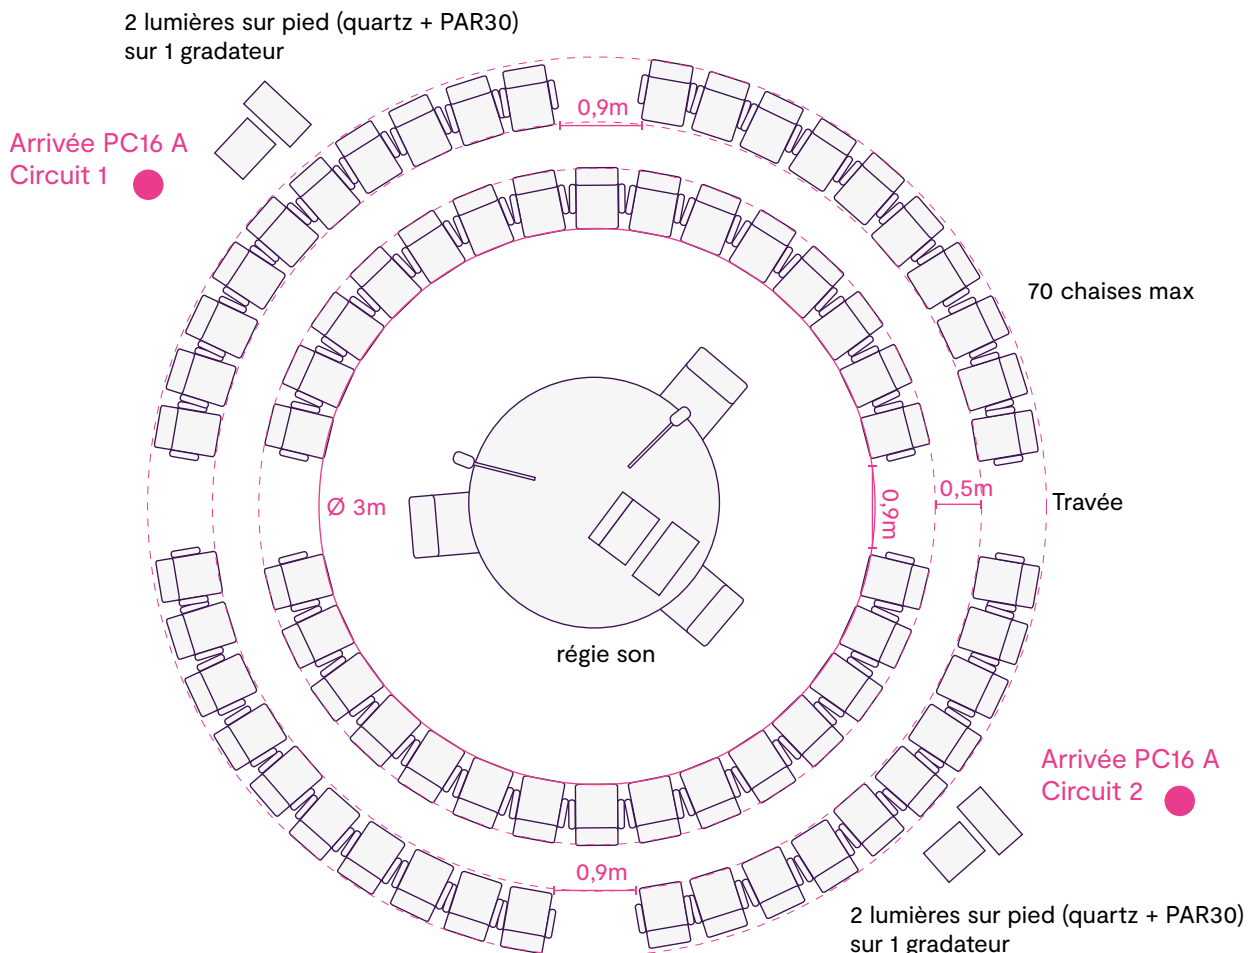 2 lumières sur pied (quartz + PAR30)
sur 1 gradateur
Arrivée PC16 A
Circuit 1
0,9m
70 chaises max
Ø 3m
0,9m
0,5m
Travée
régie son
Arrivée PC16 A
Circuit 2
0,9m
2 lumières sur pied (quartz + PAR30)
sur 1 gradateur